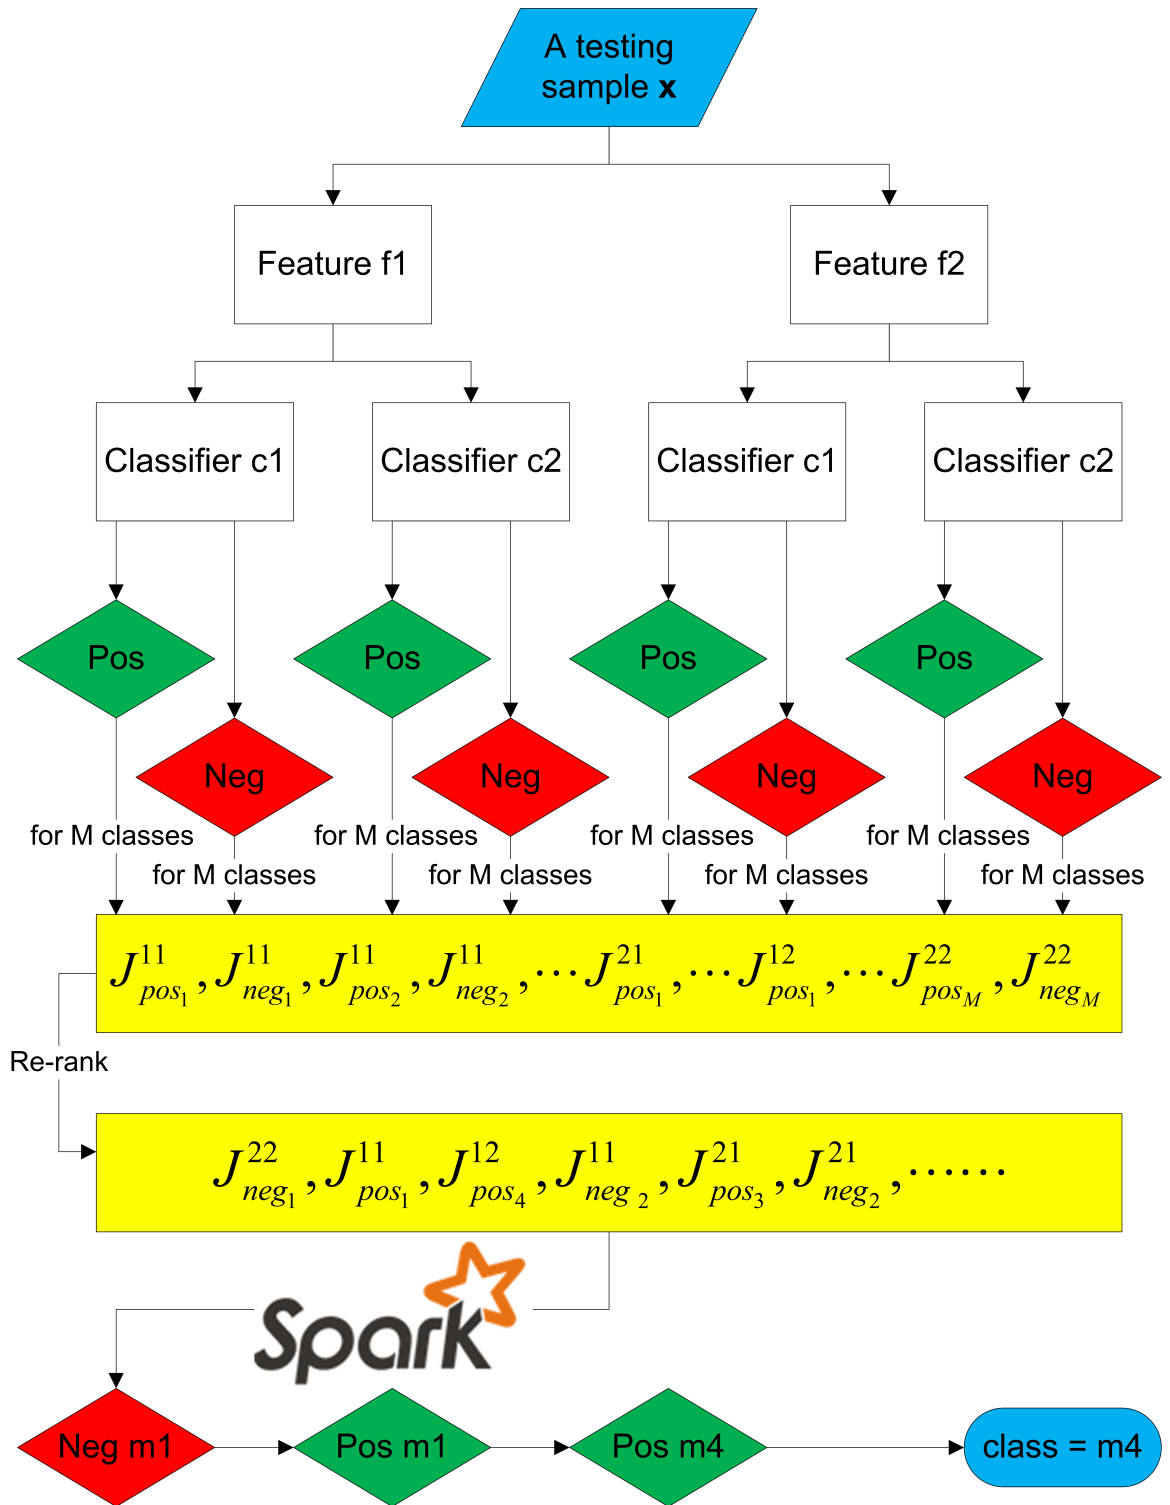 A testing
sample x
Feature f1 Feature f2
Classifier c1 Classifier c2 Classifier c1 Classifier c2
Pos Pos Pos Pos
Neg Neg Neg Neg
for M classes for M classes for M classes for M classes
for M classes for M classes for M classes for M classes
J^{11}_{pos_1}, J^{11}_{neg_1}, J^{11}_{pos_2}, J^{11}_{neg_2}, ⋯ J^{21}_{pos_1}, ⋯ J^{12}_{pos_1}, ⋯ J^{22}_{pos_M}, J^{22}_{neg_M}
Re-rank
J^{22}_{neg_1}, J^{11}_{pos_1}, J^{12}_{pos_4}, J^{11}_{neg_2}, J^{21}_{pos_3}, J^{21}_{neg_2}, ⋯⋯
Spark
Neg m1 Pos m1 Pos m4 class = m4